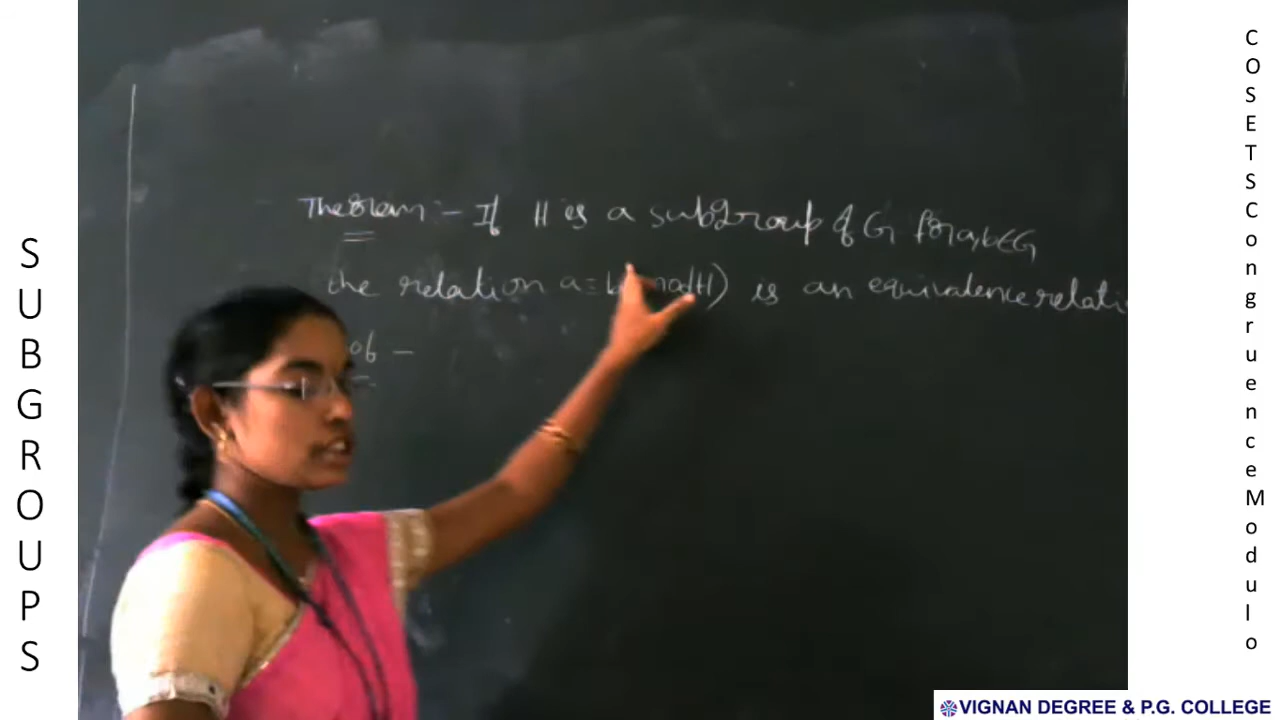 SUBGROUPS
Theorem :- If H is a subgroup of G for a,b∈G
the relation a≡ mod H) is an equivalence relati
of -
COSETS Congruence Modulo
VIGNAN DEGREE & P.G. COLLEGE